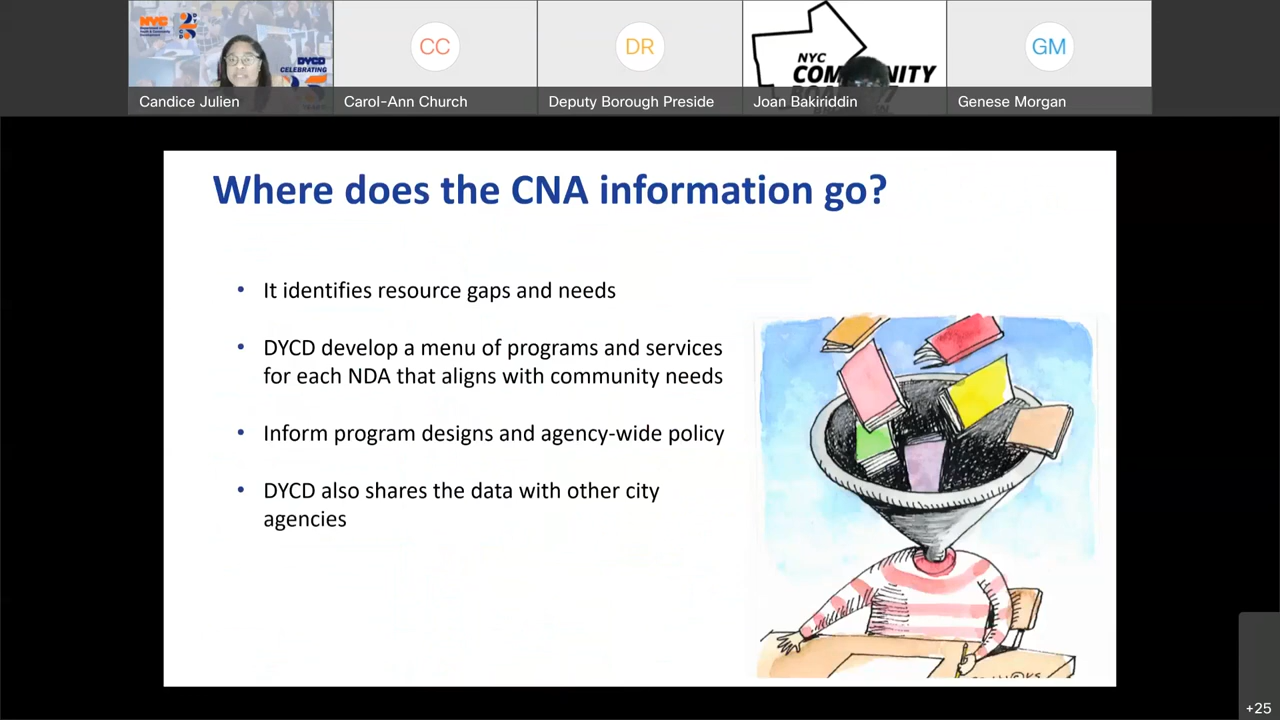 NYC
DYCD
CELEBRATING
NYC
Candice Julien
CC
Carol-Ann Church
DR
Deputy Borough Preside
Joan Bakiriddin
GM
Genese Morgan
Where does the CNA information go?
• It identifies resource gaps and needs
• DYCD develop a menu of programs and services
for each NDA that aligns with community needs
• Inform program designs and agency-wide policy
• DYCD also shares the data with other city
agencies
+25